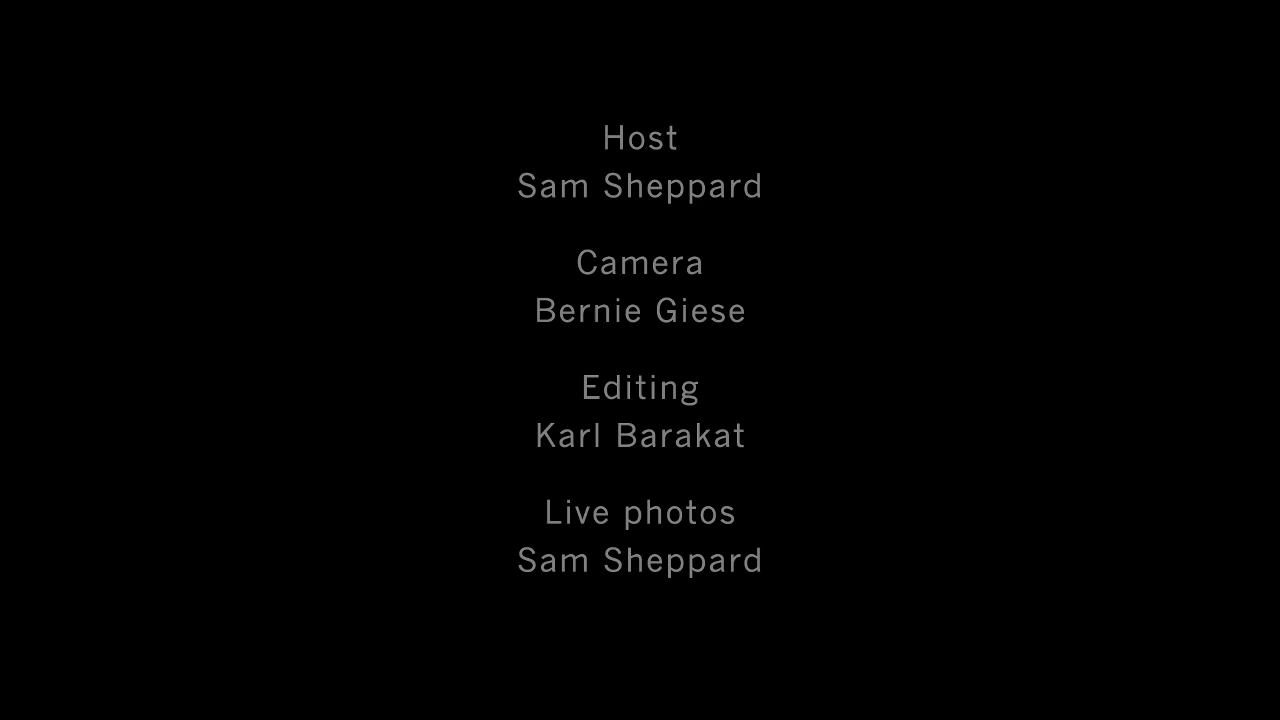 Host
Sam Sheppard
Camera
Bernie Giese
Editing
Karl Barakat
Live photos
Sam Sheppard